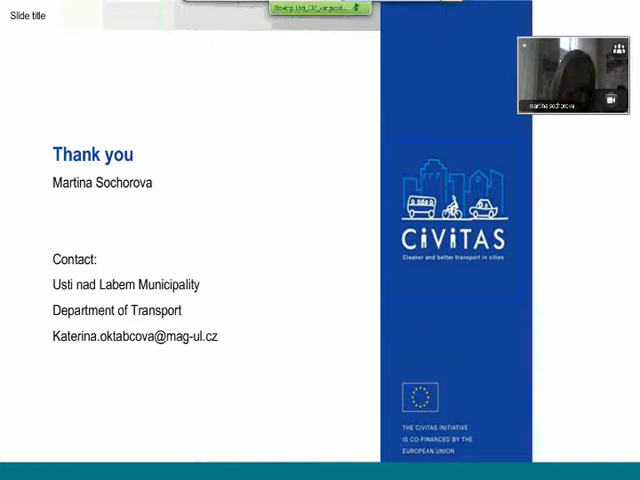 Slide title
martina sochorova
Thank you
Martina Sochorova
Contact:
Usti nad Labem Municipality
Department of Transport
Katerina.oktabcova@mag-ul.cz
CiViTAS
Cleaner and better transport in cities
THE CIVITAS INITIATIVE
IS CO-FINANCED BY THE
EUROPEAN UNION